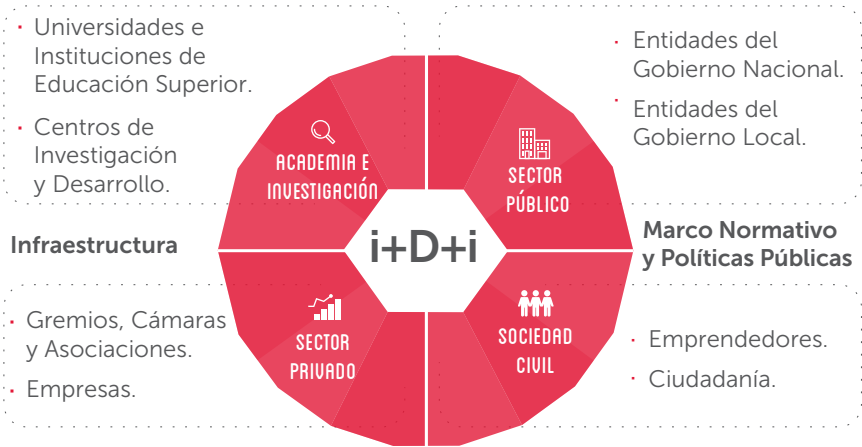 · Universidades e
Instituciones de
Educación Superior.
· Centros de
Investigación
y Desarrollo.
· Entidades del
Gobierno Nacional.
· Entidades del
Gobierno Local.
ACADEMIA E
INVESTIGACIÓN
SECTOR
PÚBLICO
Infraestructura
i+D+i
Marco Normativo
y Políticas Públicas
· Gremios, Cámaras
y Asociaciones.
· Empresas.
SECTOR
PRIVADO
SOCIEDAD
CIVIL
· Emprendedores.
· Ciudadanía.